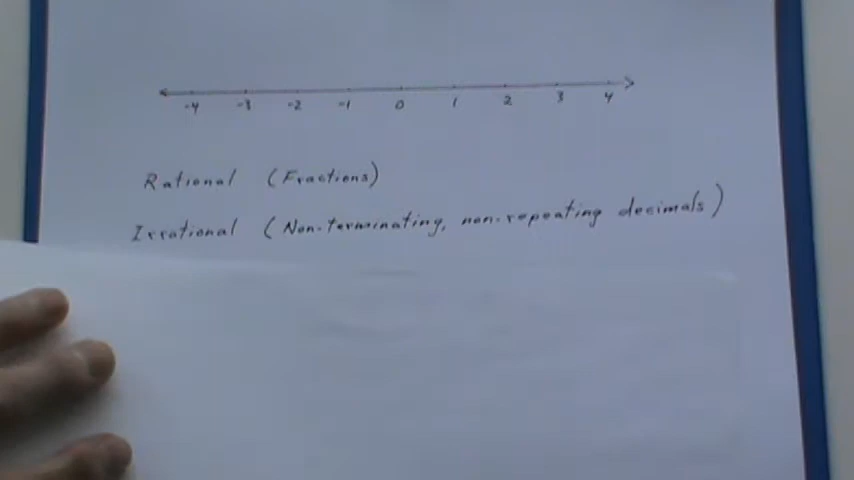 -4 -3 -2 -1 0 1 2 3 4
Rational (Fractions)
Irrational (Non-terminating, non-repeating decimals)